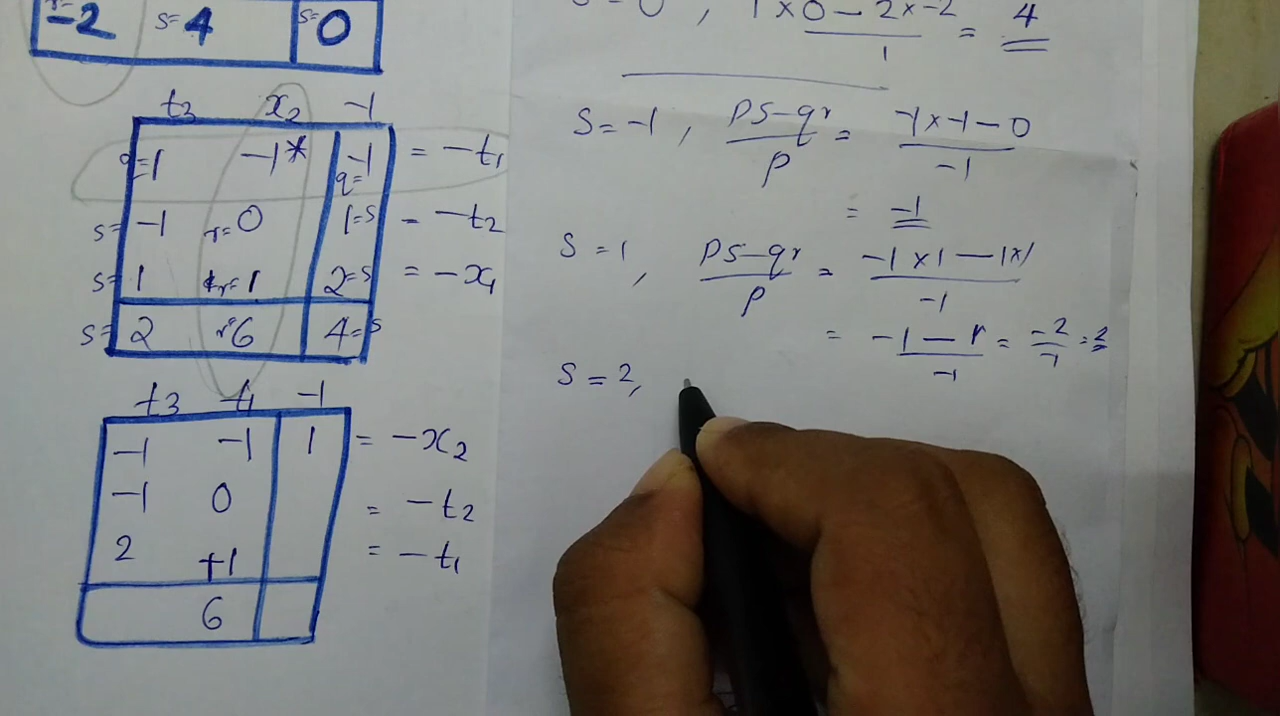 r=-2 s=4 s=0
t3 x2 -1
q=1 -1* -1 q= = -t1
s= -1 r=0 1=s = -t2
s= 1 r=1 2=s = -x1
s= 2 r=6 4=s
t3 t1 -1
-1 -1 1 = -x2
-1 0 = -t2
2 +1 = -t1
6
S=0, 1×0-2×-2/1 = 4
S=-1, ps-qr/p = -1×-1-0/-1
= -1
S=1, ps-qr/p = -1×1-1×1/-1
= -1-1/-1 = -2/-1 = 2
S=2,